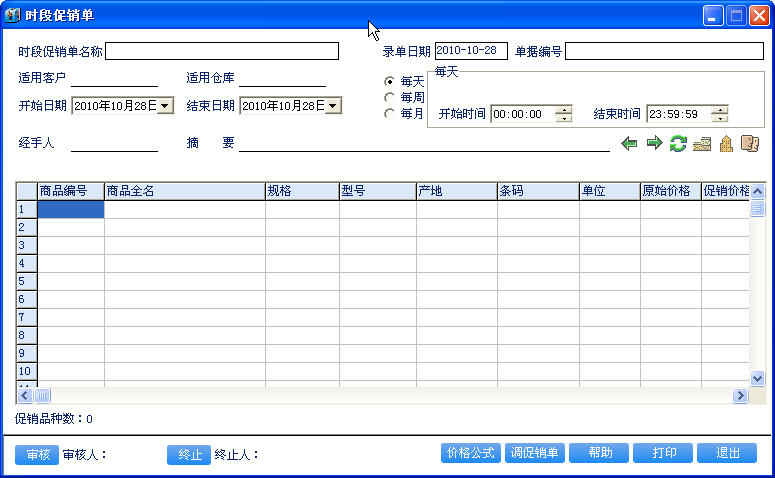 时段促销单
时段促销单名称 录单日期 2010-10-28 单据编号
适用客户 适用仓库 每天 每天
开始日期 2010年10月28日 结束日期 2010年10月28日 每周
每月 开始时间 00:00:00 结束时间 23:59:59
经手人 摘 要
商品编号 商品全名 规格 型号 产地 条码 单位 原始价格 促销价格
1
2
3
4
5
6
7
8
9
10
促销品种数：0
审核 审核人： 终止 终止人： 价格公式 调促销单 帮助 打印 退出